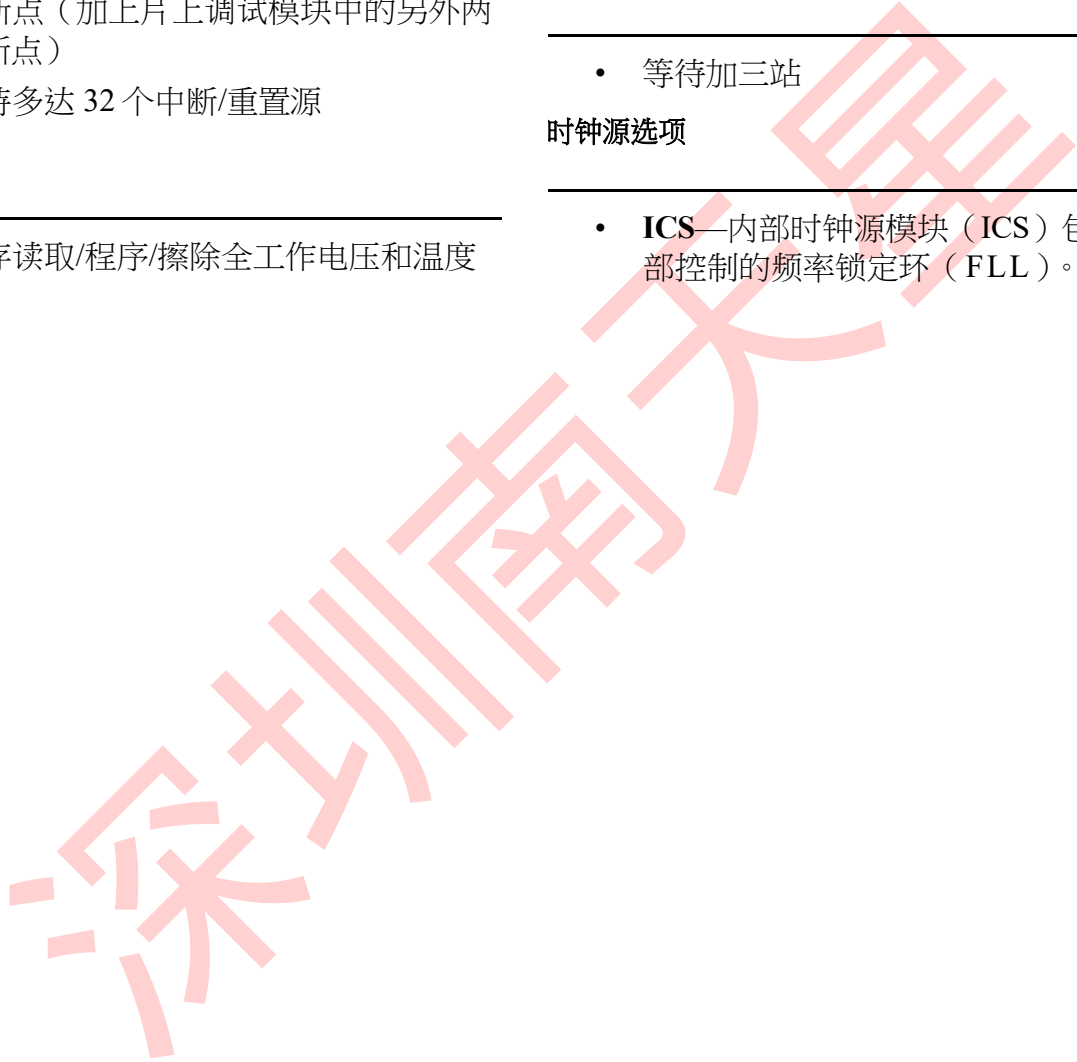 断点（加上片上调试模块中的另外两
断点）
持多达 32 个中断/重置源
存读取/程序/擦除全工作电压和温度
• 等待加三站
时钟源选项
• ICS—内部时钟源模块（ICS）包
部控制的频率锁定环（FLL）。
深圳南天星